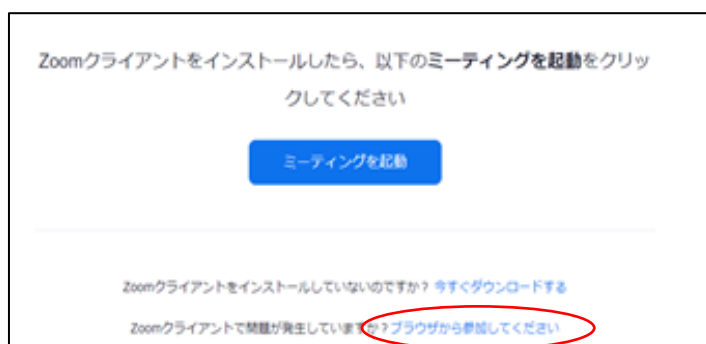 Zoomクライアントをインストールしたら、以下のミーティングを起動をクリッ
クしてください
ミーティングを起動
Zoomクライアントをインストールしていないのですか？今すぐダウンロードする
Zoomクライアントで問題が発生していますか？ブラウザから参加してください